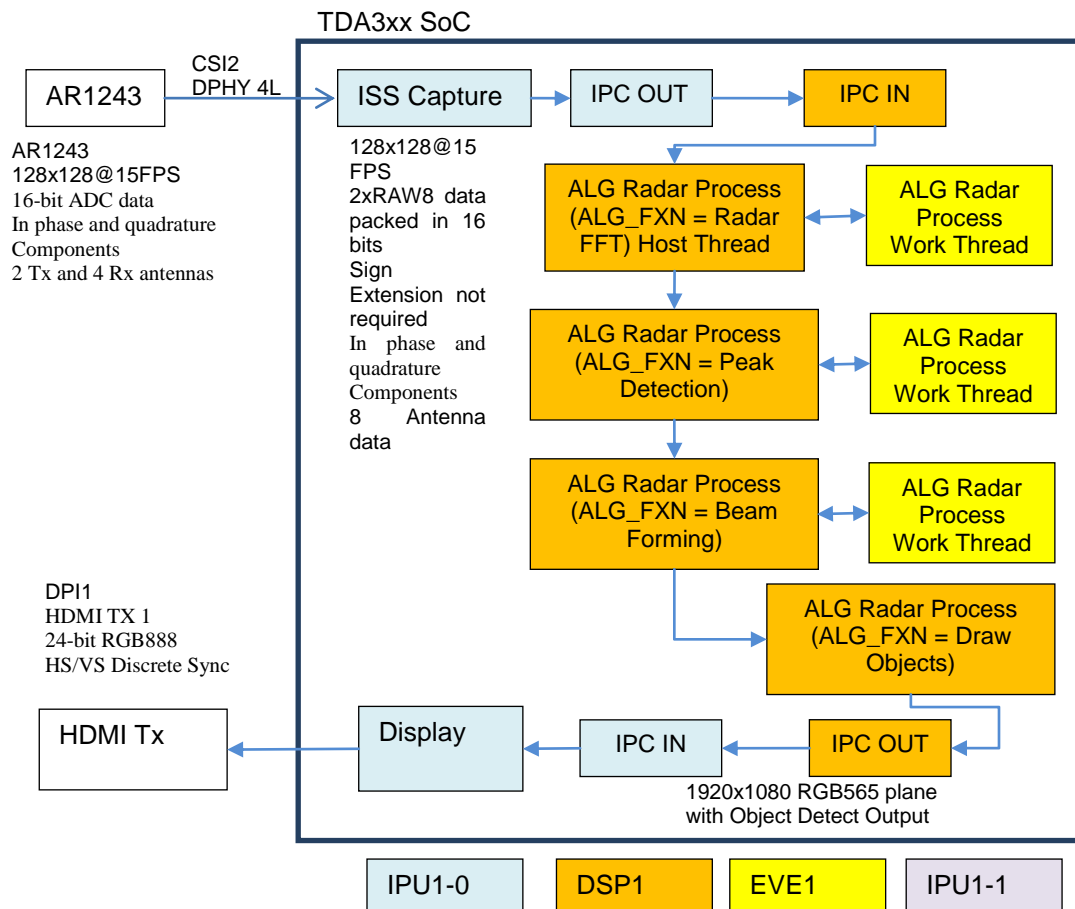 TDA3xx SoC
CSI2
DPHY 4L
AR1243
ISS Capture
IPC OUT
IPC IN
AR1243
128x128@15FPS
16-bit ADC data
In phase and quadrature
Components
2 Tx and 4 Rx antennas
128x128@15
FPS
2xRAW8 data
packed in 16
bits
Sign
Extension not
required
In phase and
quadrature
Components
8 Antenna
data
ALG Radar Process
(ALG_FXN = Radar
FFT) Host Thread
ALG Radar
Process
Work Thread
ALG Radar Process
(ALG_FXN = Peak
Detection)
ALG Radar
Process
Work Thread
ALG Radar Process
(ALG_FXN = Beam
Forming)
ALG Radar
Process
Work Thread
ALG Radar Process
(ALG_FXN = Draw
Objects)
DPI1
HDMI TX 1
24-bit RGB888
HS/VS Discrete Sync
HDMI Tx
Display
IPC IN
IPC OUT
1920x1080 RGB565 plane
with Object Detect Output
IPU1-0
DSP1
EVE1
IPU1-1